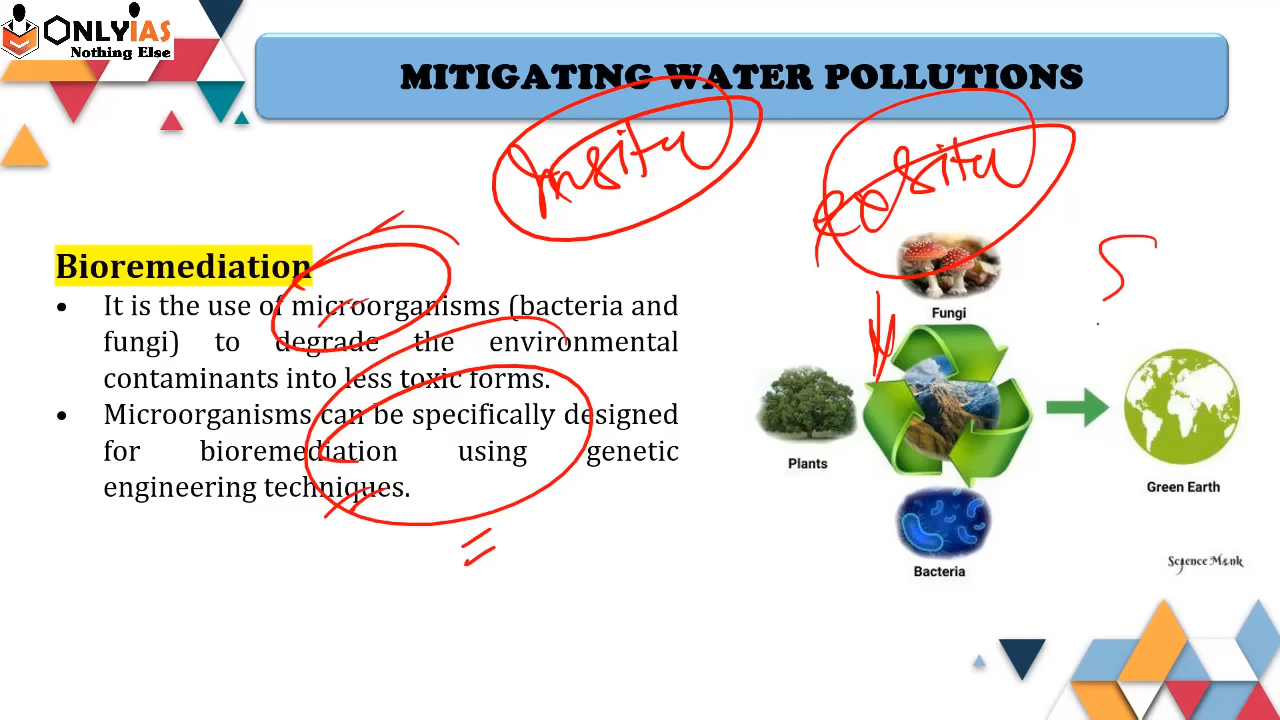 ONLYIAS
Nothing Else
MITIGATING WATER POLLUTIONS
Insitu
Bioremediation
• It is the use of microorganisms (bacteria and
fungi) to degrade the environmental
contaminants into less toxic forms.
• Microorganisms can be specifically designed
for bioremediation using genetic
engineering techniques.
Fungi
Plants
Green Earth
Bacteria
Science Monk